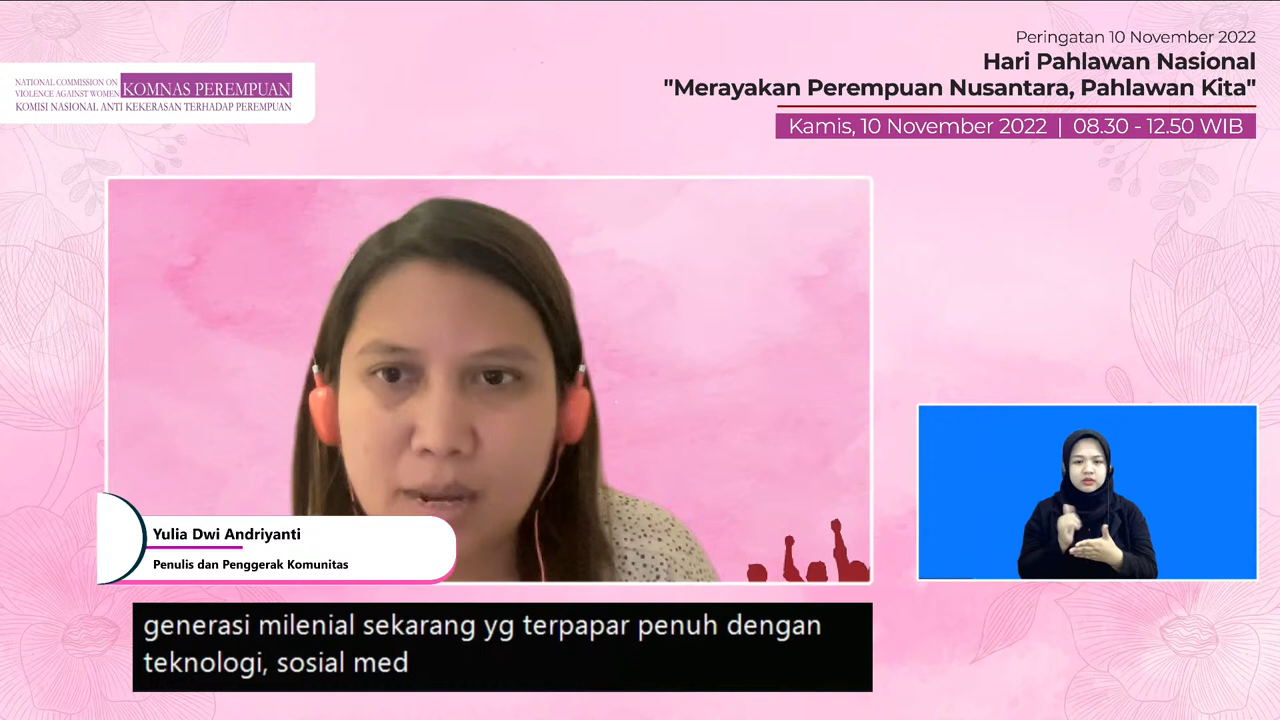 Peringatan 10 November 2022
Hari Pahlawan Nasional
"Merayakan Perempuan Nusantara, Pahlawan Kita"
Kamis, 10 November 2022 | 08.30 - 12.50 WIB
NATIONAL COMMISSION ON
VIOLENCE AGAINST WOMEN
KOMNAS PEREMPUAN
KOMISI NASIONAL ANTI KEKERASAN TERHADAP PEREMPUAN
Yulia Dwi Andriyanti
Penulis dan Penggerak Komunitas
generasi milenial sekarang yg terpapar penuh dengan
teknologi, sosial med